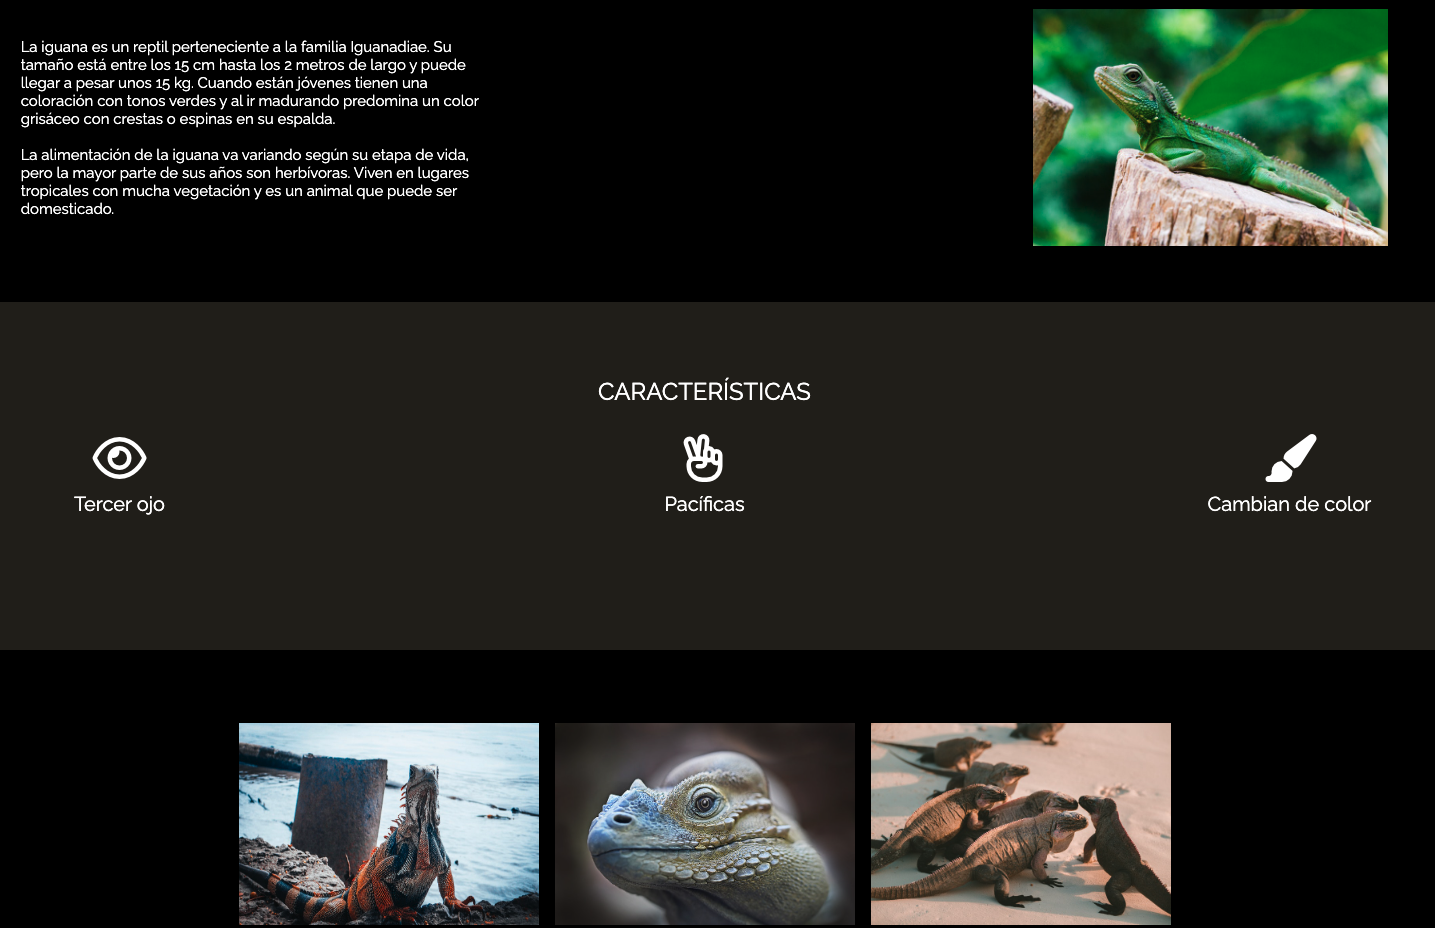 La iguana es un reptil perteneciente a la familia Iguanadiae. Su
tamaño está entre los 15 cm hasta los 2 metros de largo y puede
llegar a pesar unos 15 kg. Cuando están jóvenes tienen una
coloración con tonos verdes y al ir madurando predomina un color
grisáceo con crestas o espinas en su espalda.
La alimentación de la iguana va variando según su etapa de vida,
pero la mayor parte de sus años son herbívoras. Viven en lugares
tropicales con mucha vegetación y es un animal que puede ser
domesticado.
CARACTERÍSTICAS
Tercer ojo
Pacíficas
Cambian de color